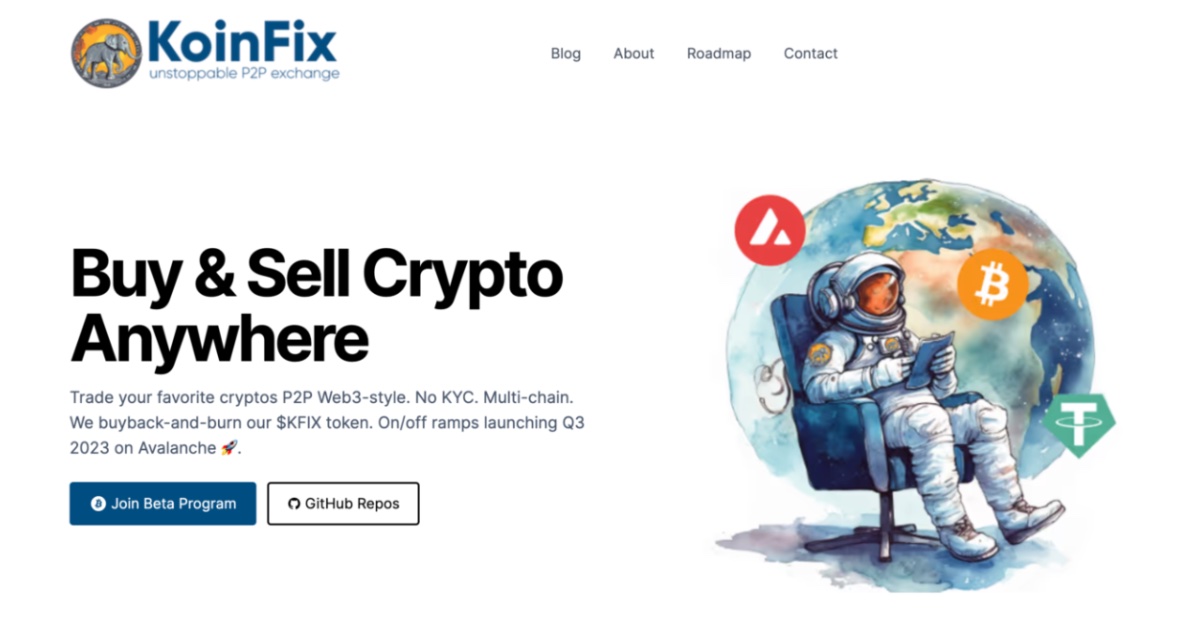 KoinFix
unstoppable P2P exchange
Blog
About
Roadmap
Contact
Buy & Sell Crypto
Anywhere
Trade your favorite cryptos P2P Web3-style. No KYC. Multi-chain.
We buyback-and-burn our $KFIX token. On/off ramps launching Q3
2023 on Avalanche 🚀.
Join Beta Program
GitHub Repos